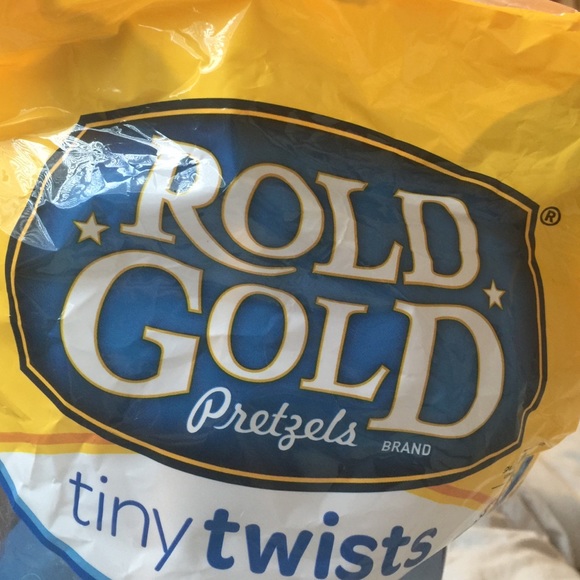 ROLD
GOLD
®
Pretzels
BRAND
tiny twists